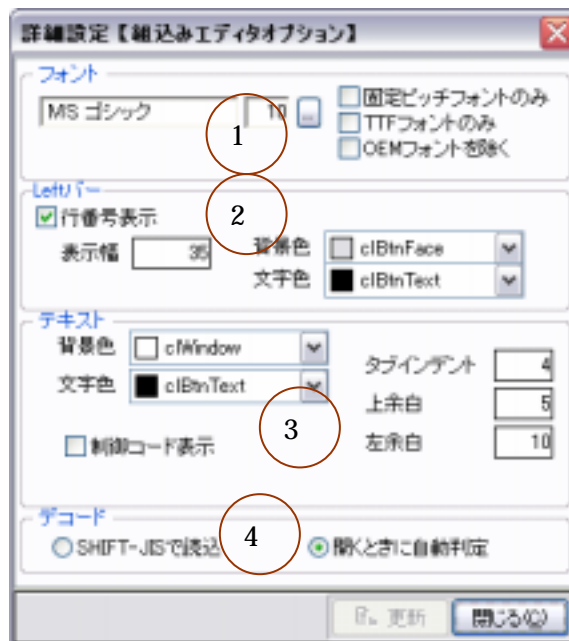 詳細設定【組込みエディタオプション】
フォント
MS ゴシック 10 ...
固定ピッチフォントのみ
TTFフォントのみ
OEMフォントを除く
1
Leftバー
2
行番号表示
表示幅 35
背景色 clBtnFace
文字色 clBtnText
テキスト
背景色 clWindow
文字色 clBtnText
制御コード表示
3
タブインデント 4
上余白 5
左余白 10
デコード
SHIFT-JISで読込 4 開くときに自動判定
更新 閉じる(Q)